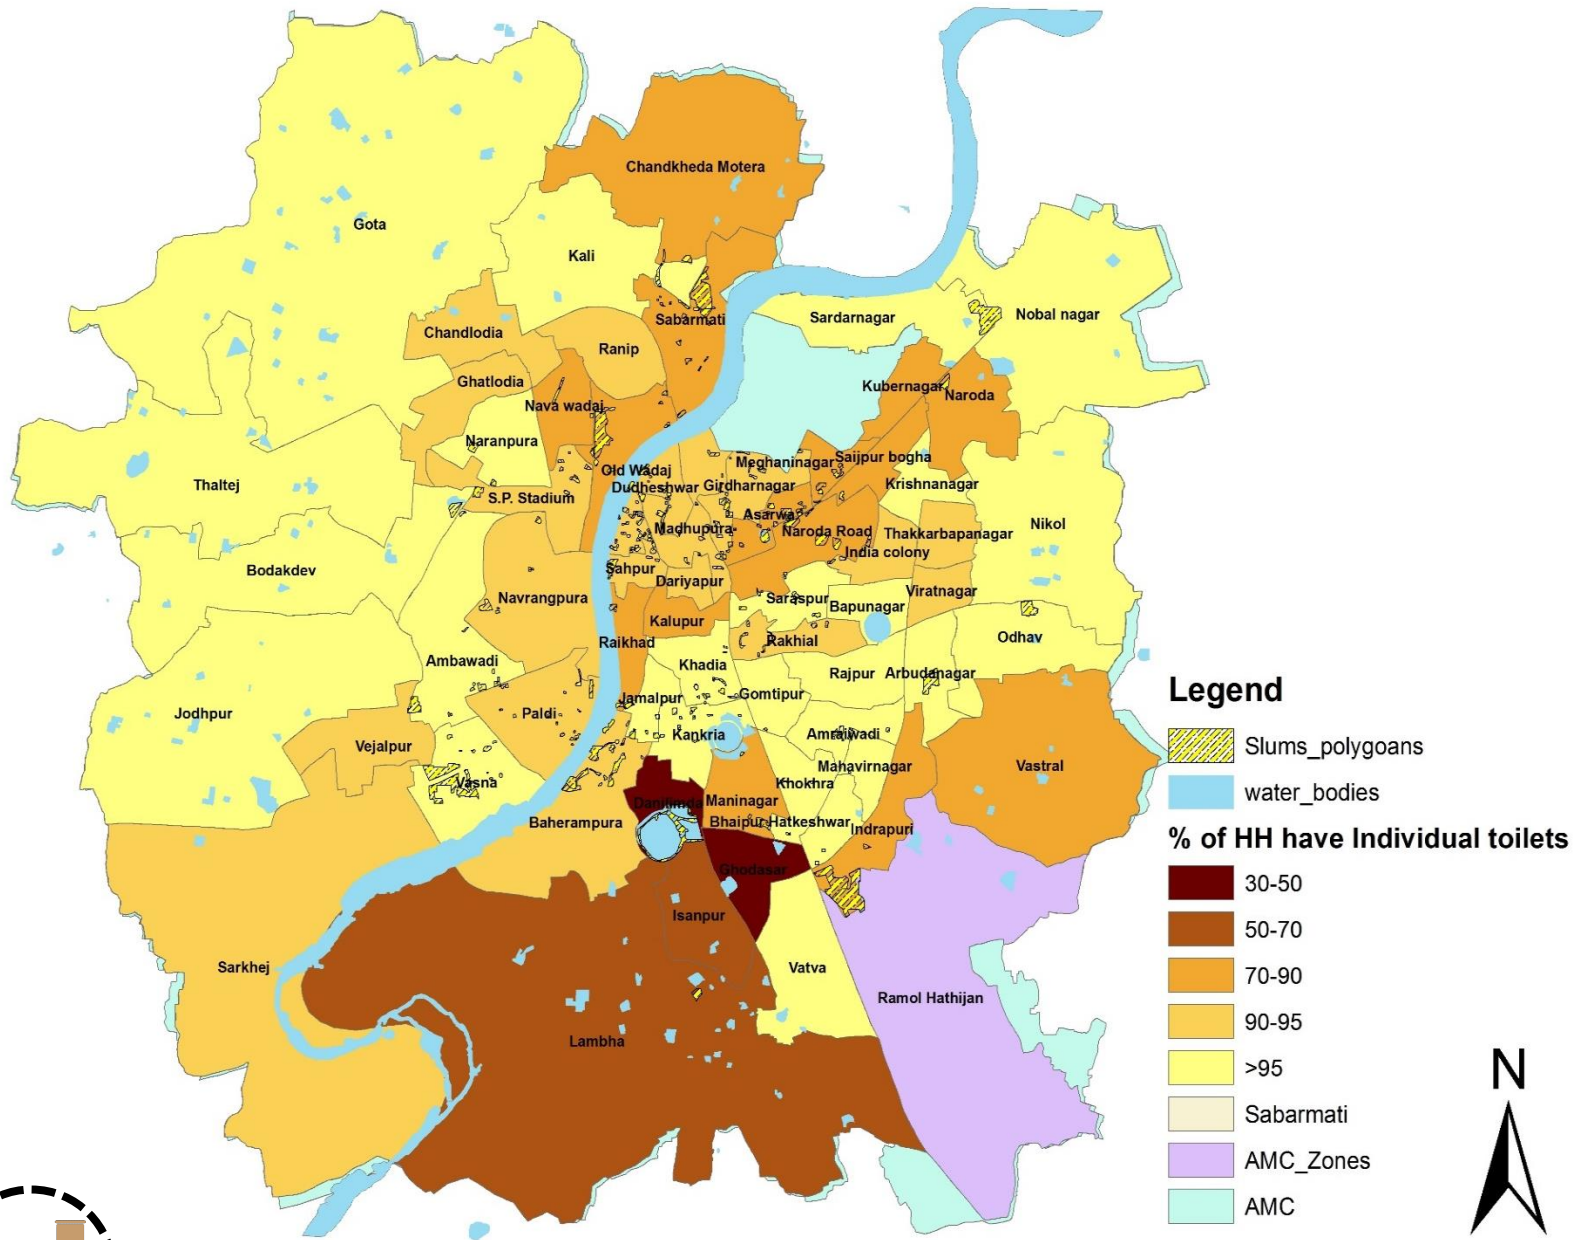 Chandkheda Motera
Gota
Kali
Sardarnagar
Nobal nagar
Sabarmati
Chandlodia
Ranip
Ghatlodia
Kubernagar
Naroda
Nava wadaj
Naranpura
Meghaninagar
Saijpur bogha
Old Wadaj
Thaltej
Dudheshwar
Girdharnagar
Krishnanagar
S.P. Stadium
Asarwa
Nikol
Madhupura
Naroda Road
Thakkarbapanagar
India colony
Bodakdev
Sahpur
Dariyapur
Navrangpura
Saraspur
Bapunagar
Viratnagar
Kalupur
Raikhad
Rakhial
Odhav
Ambawadi
Khadia
Rajpur
Arbudanagar
Legend
Jamalpur
Gomtipur
Jodhpur
Paldi
Kankria
Amraiwadi
Vejalpur
Slums_polygoans
Mahavirnagar
Vastral
Vasna
Khokhra
water_bodies
Danilimda
Maninagar
Baherampura
Bhaipur Hatkeshwar
Indrapuri
% of HH have Individual toilets
Ghodasar
30-50
Isanpur
50-70
Sarkhej
Vatva
70-90
Ramol Hathijan
90-95
Lambha
>95
N
Sabarmati
AMC_Zones
AMC